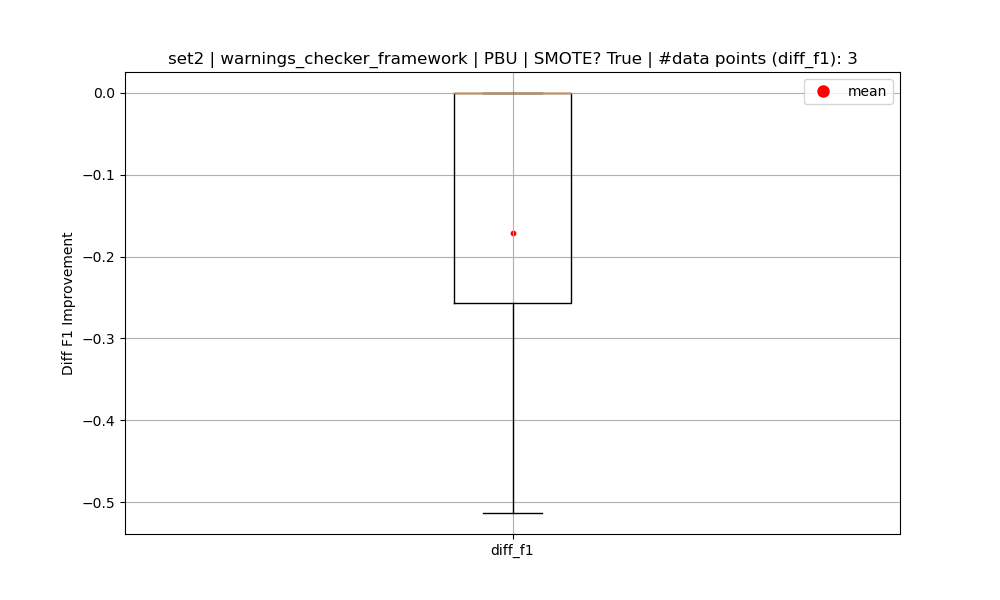 set2 | warnings_checker_framework | PBU | SMOTE? True | #data points (diff_f1): 3
mean
0.0
−0.1
−0.2
−0.3
−0.4
−0.5
Diff F1 Improvement
diff_f1